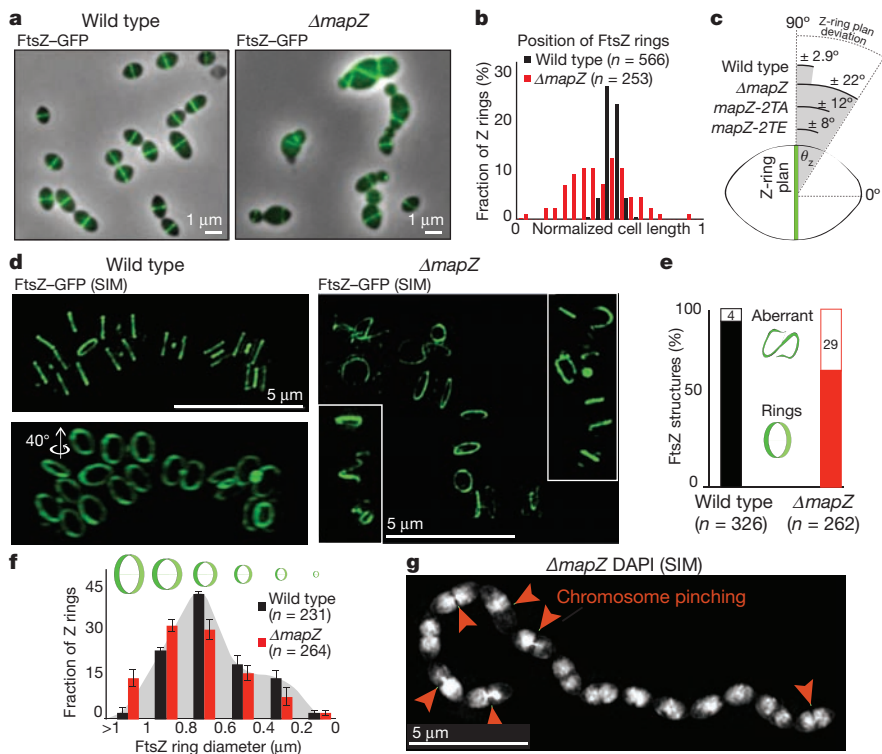 a
Wild type
ΔmapZ
FtsZ–GFP
FtsZ–GFP
1 μm
1 μm
b
Position of FtsZ rings
Wild type (n = 566)
ΔmapZ (n = 253)
Fraction of Z rings (%)
30
20
10
0
0
Normalized cell length
1
c
90°
Z-ring plan
deviation
Wild type
± 2.9°
ΔmapZ
± 22°
mapZ-2TA
± 12°
mapZ-2TE
± 8°
θz
Z-ring
plan
0°
d
Wild type
ΔmapZ
FtsZ–GFP (SIM)
FtsZ–GFP (SIM)
5 μm
40°
5 μm
e
FtsZ structures (%)
100
50
0
4
Aberrant
29
Rings
Wild type
(n = 326)
ΔmapZ
(n = 262)
f
Fraction of Z rings
45
30
15
0
Wild type
(n = 231)
ΔmapZ
(n = 264)
>1
1
0.8
0.6
0.4
0.2
0
FtsZ ring diameter (μm)
g
ΔmapZ DAPI (SIM)
Chromosome pinching
5 μm